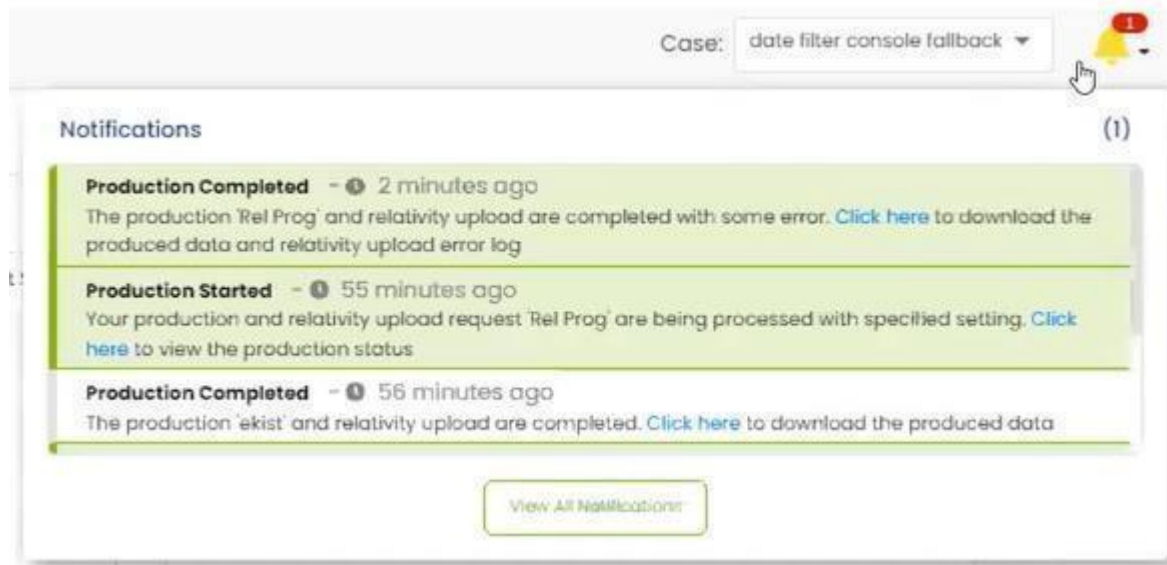 Case: date filter console fallback
1
Notifications (1)
Production Completed - 2 minutes ago
The production 'Rel Prog' and relativity upload are completed with some error. Click here to download the
produced data and relativity upload error log
Production Started - 55 minutes ago
Your production and relativity upload request 'Rel Prog' are being processed with specified setting. Click
here to view the production status
Production Completed - 56 minutes ago
The production 'ekist' and relativity upload are completed. Click here to download the produced data
View All Notifications